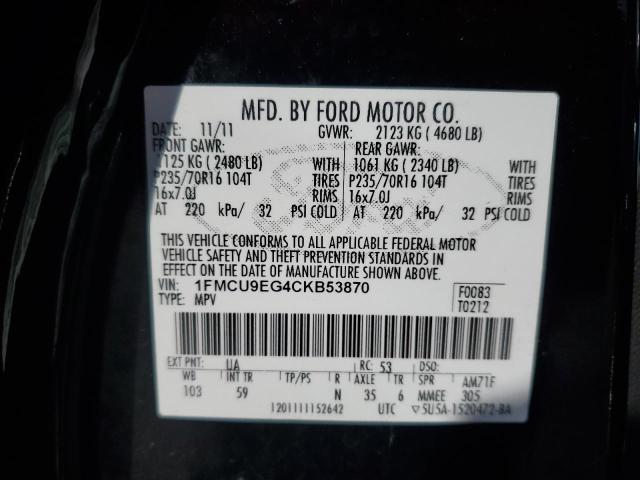 MFD. BY FORD MOTOR CO.
DATE: 11/11 GVWR: 2123 KG ( 4680 LB)
FRONT GAWR: REAR GAWR:
1125 KG ( 2480 LB) WITH 1061 KG ( 2340 LB) WITH
P235/70R16 104T TIRES P235/70R16 104T TIRES
16x7.0J RIMS 16x7.0J RIMS
AT 220 kPa/ 32 PSI COLD AT 220 kPa/ 32 PSI COLD
THIS VEHICLE CONFORMS TO ALL APPLICABLE FEDERAL MOTOR
VEHICLE SAFETY AND THEFT PREVENTION STANDARDS IN
EFFECT ON THE DATE OF MANUFACTURE SHOWN ABOVE.
VIN: 1FMCU9EG4CKB53870 F0083
TYPE: MPV T0212
EXT PNT: UA RC: 53 DSO:
WB INT TR TP/PS R AXLE TR SPR AM71F
103 59 N 35 6 MMEE 305
1201111152642 UTC ▽5U5A-1520472-BA